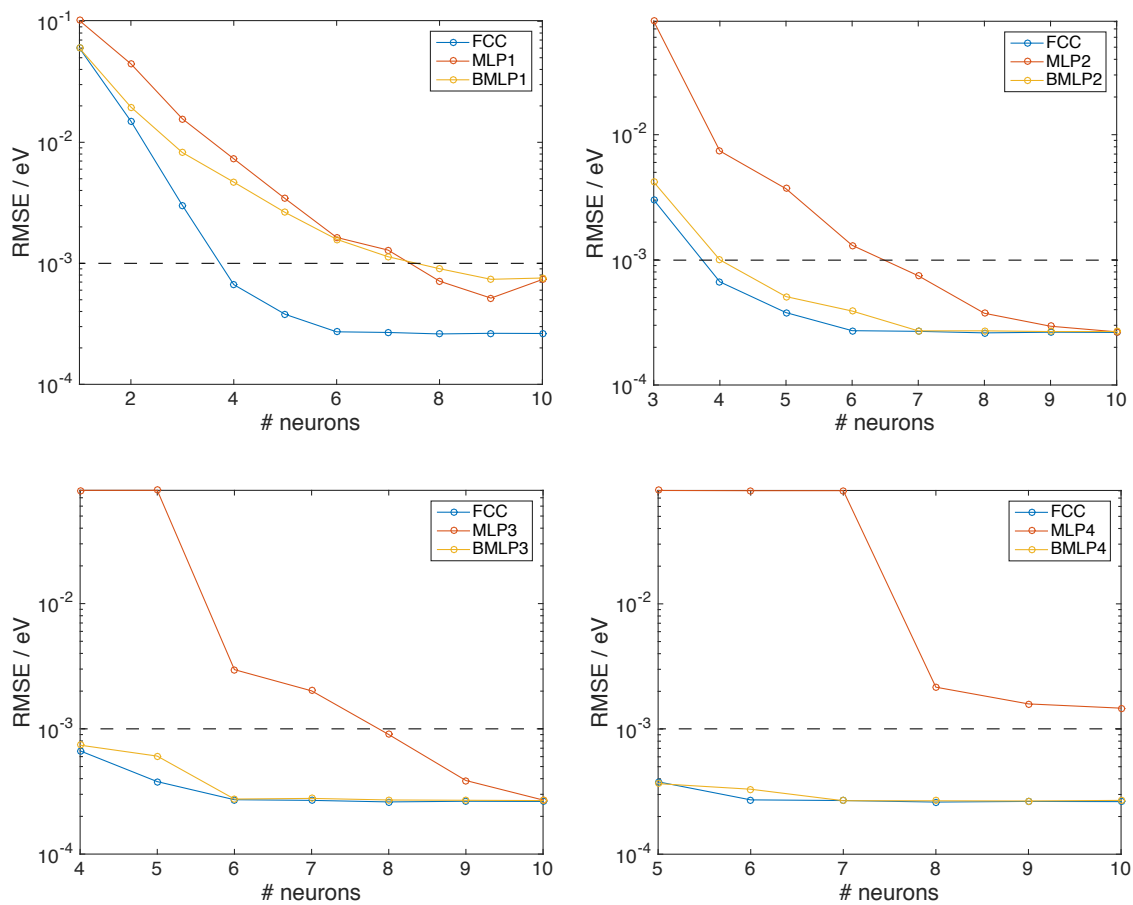 10^-1
10^-2
10^-3
10^-4
RMSE / eV
2 4 6 8 10
# neurons
FCC
MLP1
BMLP1
10^-2
10^-3
10^-4
RMSE / eV
3 4 5 6 7 8 9 10
# neurons
FCC
MLP2
BMLP2
10^-2
10^-3
10^-4
RMSE / eV
4 5 6 7 8 9 10
# neurons
FCC
MLP3
BMLP3
10^-2
10^-3
10^-4
RMSE / eV
5 6 7 8 9 10
# neurons
FCC
MLP4
BMLP4